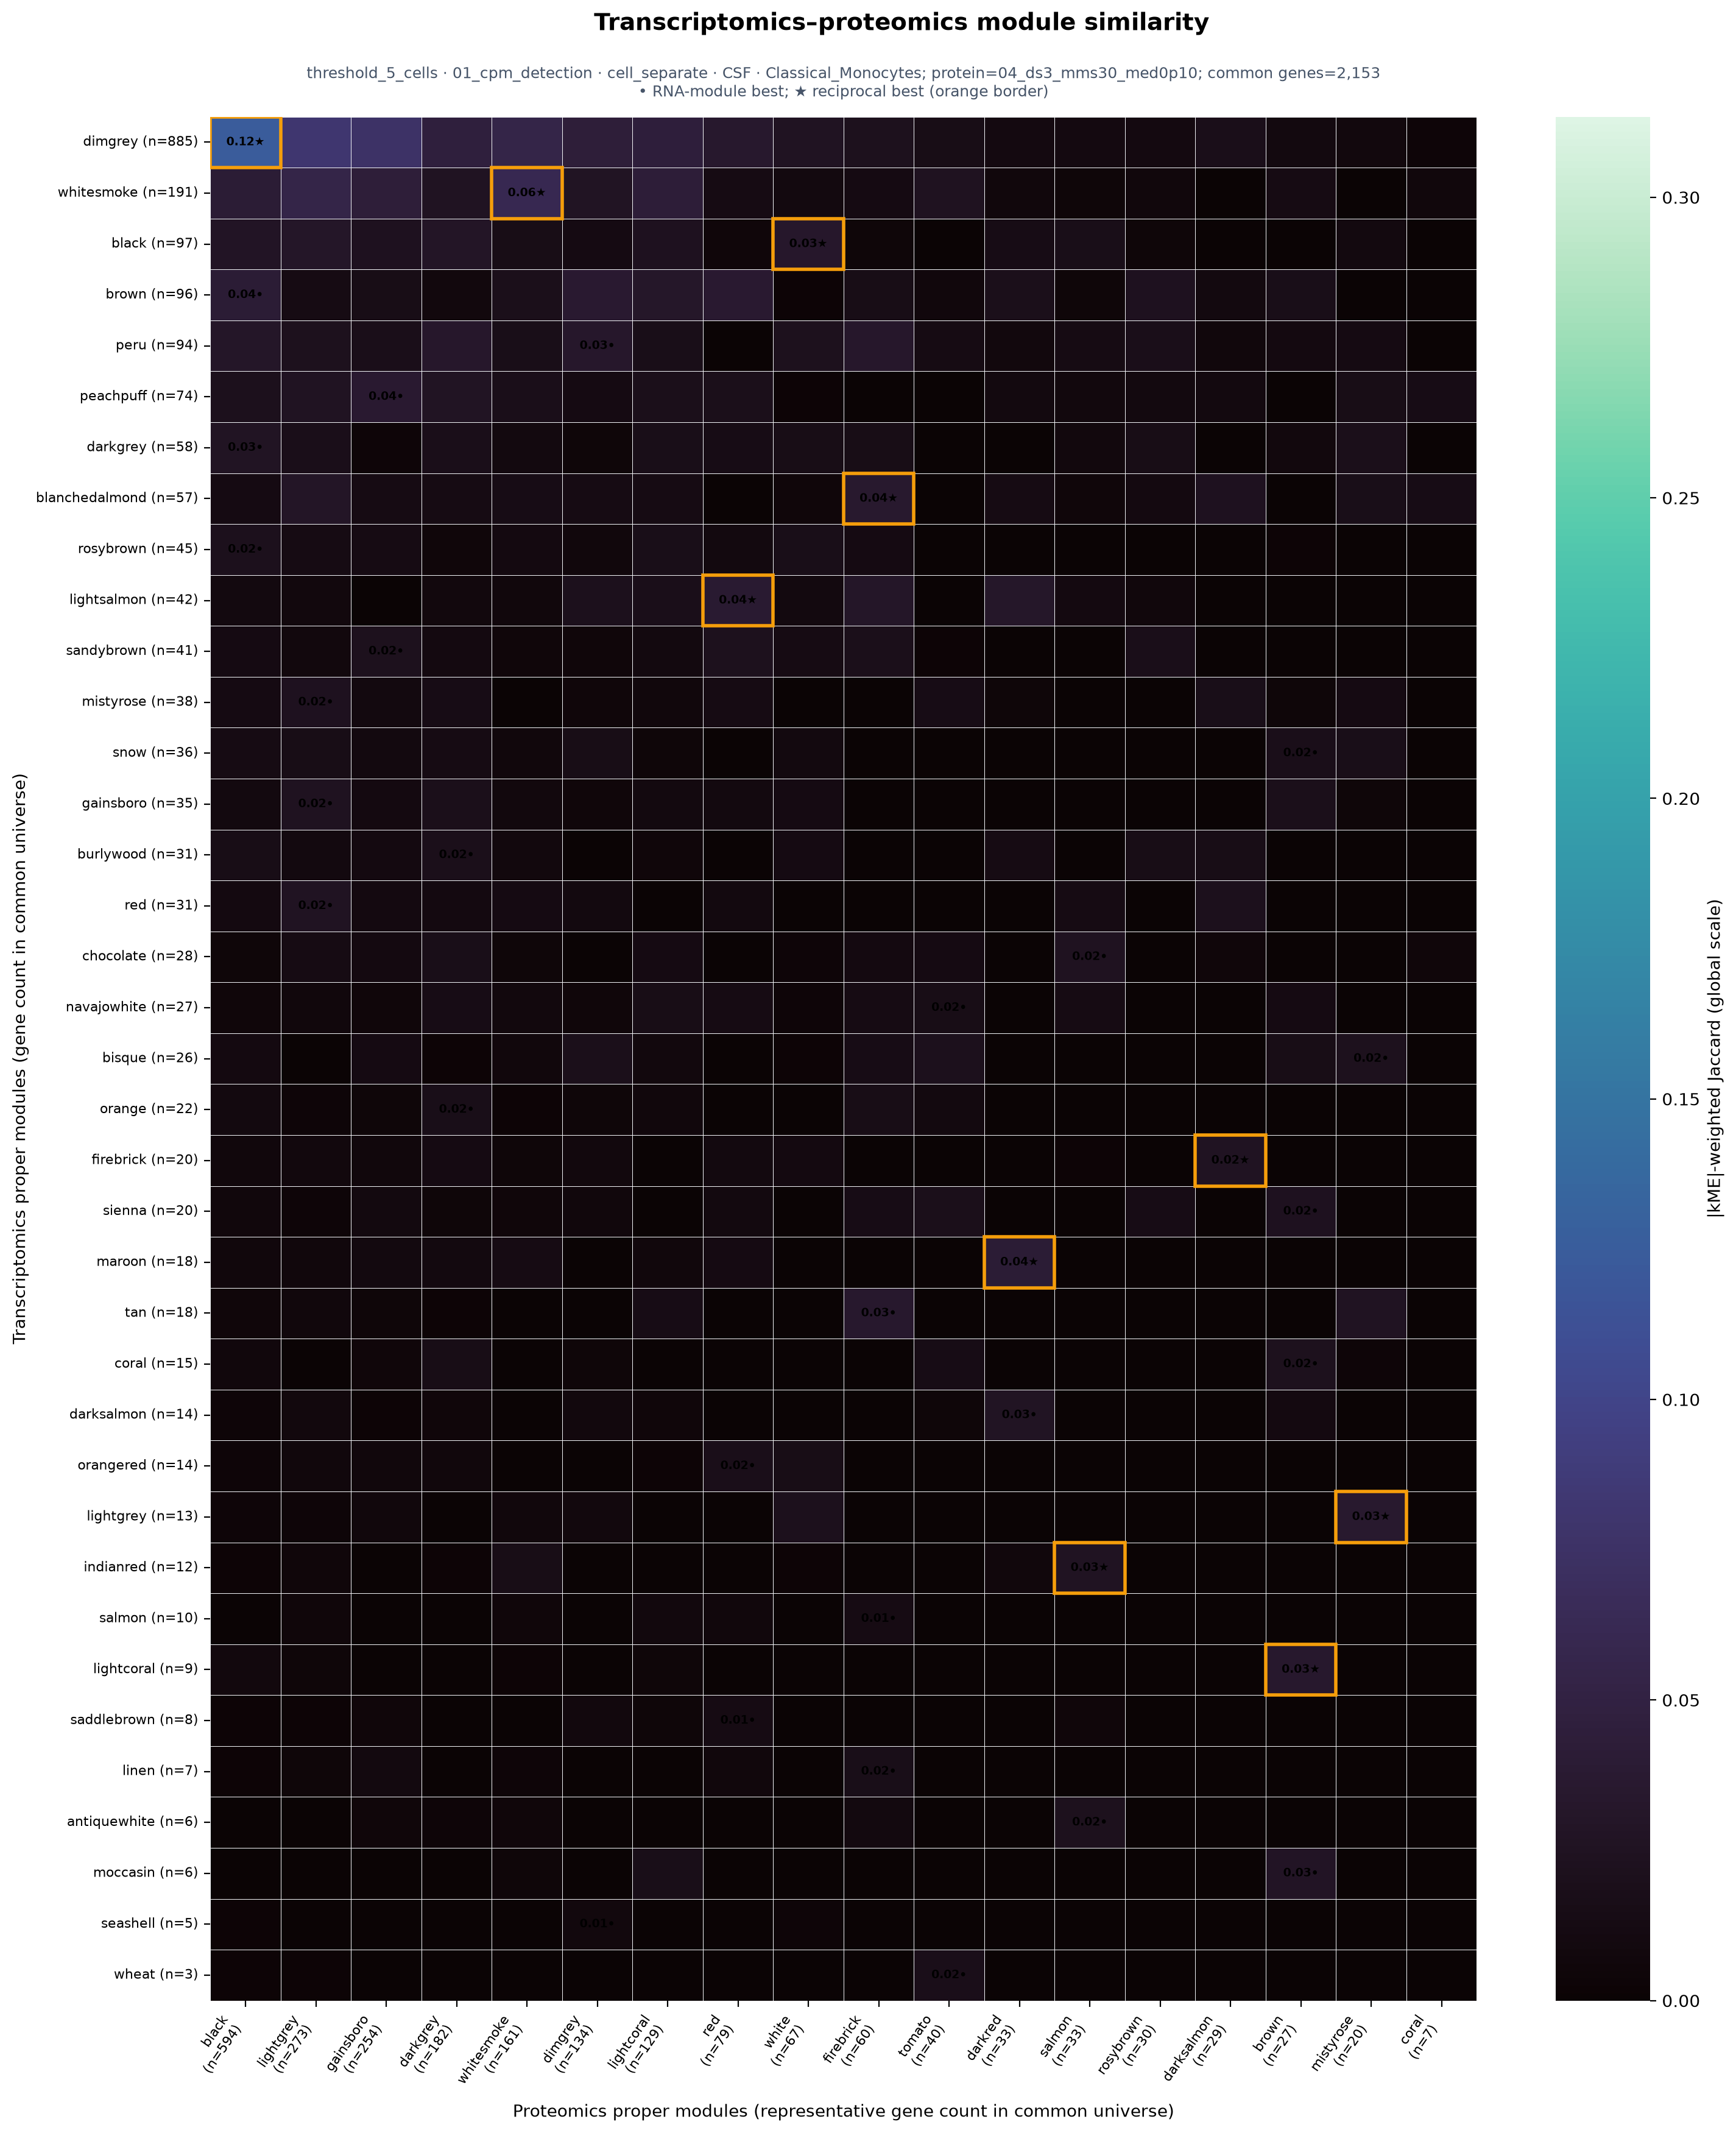 Transcriptomics–proteomics module similarity
threshold_5_cells · 01_cpm_detection · cell_separate · CSF · Classical_Monocytes; protein=04_ds3_mms30_med0p10; common genes=2,153
• RNA-module best; ★ reciprocal best (orange border)
Transcriptomics proper modules (gene count in common universe)
dimgrey (n=885)
0.12★
whitesmoke (n=191)
0.06★
black (n=97)
0.03★
brown (n=96)
0.04•
peru (n=94)
0.03•
peachpuff (n=74)
0.04•
darkgrey (n=58)
0.03•
blanchedalmond (n=57)
0.04★
rosybrown (n=45)
0.02•
lightsalmon (n=42)
0.04★
sandybrown (n=41)
0.02•
mistyrose (n=38)
0.02•
snow (n=36)
0.02•
gainsboro (n=35)
0.02•
burlywood (n=31)
0.02•
red (n=31)
0.02•
chocolate (n=28)
0.02•
navajowhite (n=27)
0.02•
bisque (n=26)
0.02•
orange (n=22)
0.02•
firebrick (n=20)
0.02★
sienna (n=20)
0.02•
maroon (n=18)
0.04★
tan (n=18)
0.03•
coral (n=15)
0.02•
darksalmon (n=14)
0.03•
orangered (n=14)
0.02•
lightgrey (n=13)
0.03★
indianred (n=12)
0.03★
salmon (n=10)
0.01•
lightcoral (n=9)
0.03★
saddlebrown (n=8)
0.01•
linen (n=7)
0.02•
antiquewhite (n=6)
0.02•
moccasin (n=6)
0.03•
seashell (n=5)
0.01•
wheat (n=3)
0.02•
black
(n=594)
lightgrey
(n=273)
gainsboro
(n=254)
darkgrey
(n=182)
whitesmoke
(n=161)
dimgrey
(n=134)
lightcoral
(n=129)
red
(n=79)
white
(n=67)
firebrick
(n=60)
tomato
(n=40)
darkred
(n=33)
salmon
(n=33)
rosybrown
(n=30)
darksalmon
(n=29)
brown
(n=27)
mistyrose
(n=20)
coral
(n=7)
Proteomics proper modules (representative gene count in common universe)
0.30
0.25
0.20
0.15
0.10
0.05
0.00
|kME|-weighted Jaccard (global scale)